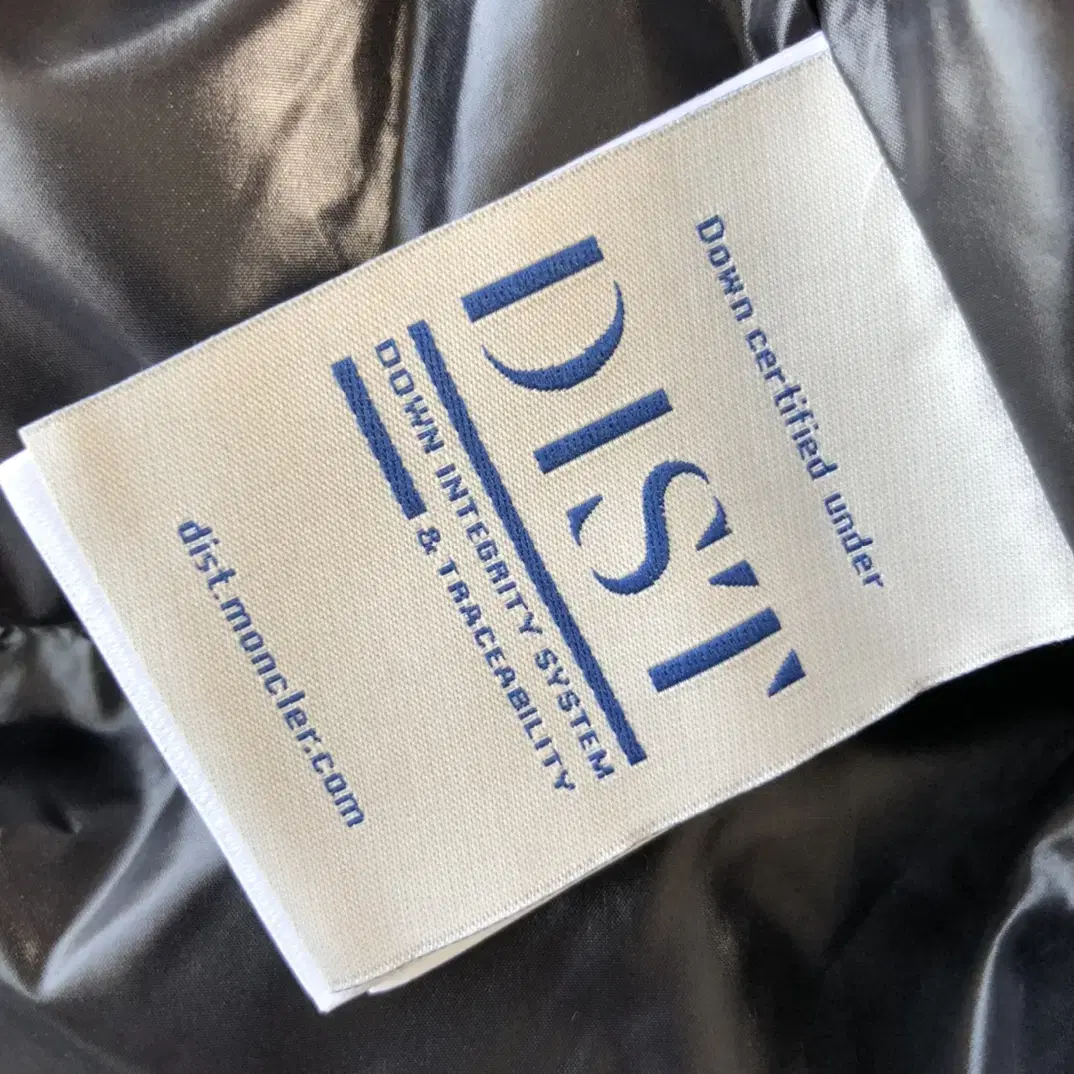 Down certified under
DIST
DOWN INTEGRITY SYSTEM
& TRACEABILITY
dist.moncler.com